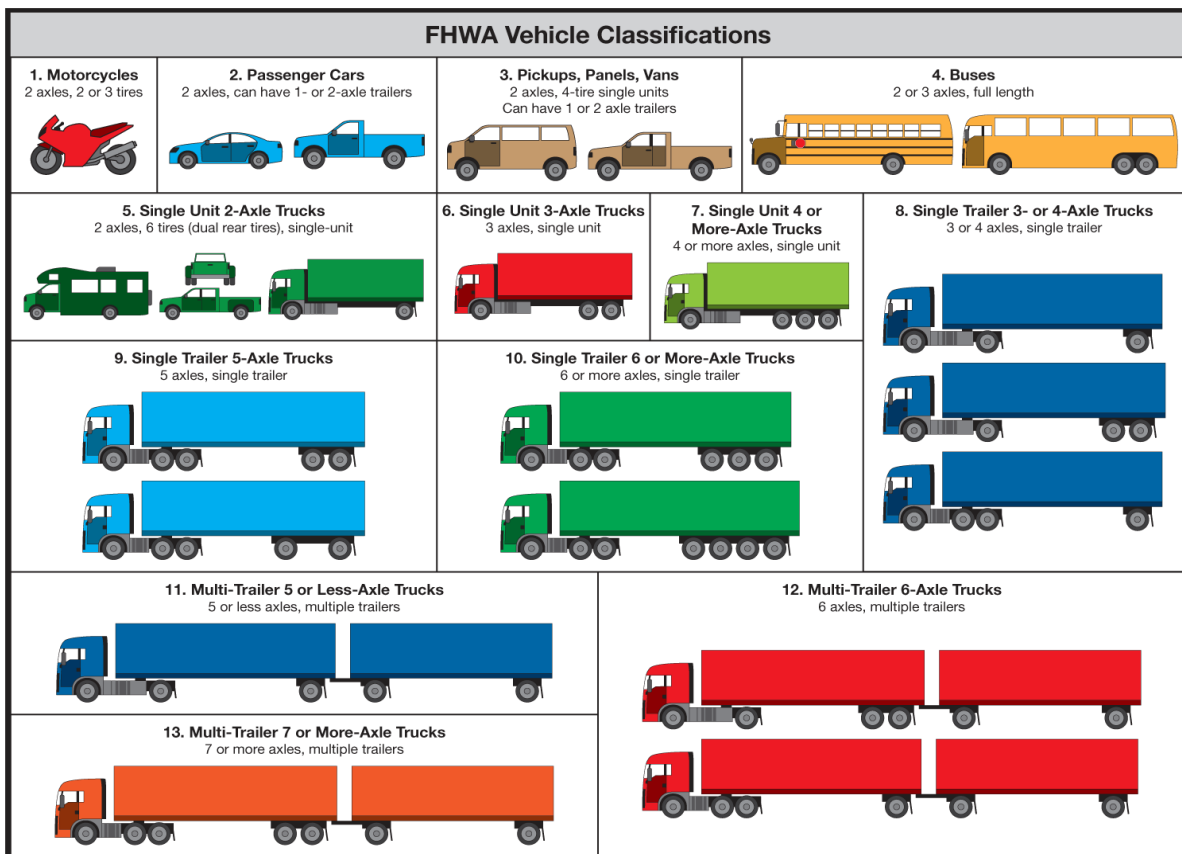 FHWA Vehicle Classifications
1. Motorcycles
2 axles, 2 or 3 tires
2. Passenger Cars
2 axles, can have 1- or 2-axle trailers
3. Pickups, Panels, Vans
2 axles, 4-tire single units
Can have 1 or 2 axle trailers
4. Buses
2 or 3 axles, full length
5. Single Unit 2-Axle Trucks
2 axles, 6 tires (dual rear tires), single-unit
6. Single Unit 3-Axle Trucks
3 axles, single unit
7. Single Unit 4 or
More-Axle Trucks
4 or more axles, single unit
8. Single Trailer 3- or 4-Axle Trucks
3 or 4 axles, single trailer
9. Single Trailer 5-Axle Trucks
5 axles, single trailer
10. Single Trailer 6 or More-Axle Trucks
6 or more axles, single trailer
11. Multi-Trailer 5 or Less-Axle Trucks
5 or less axles, multiple trailers
12. Multi-Trailer 6-Axle Trucks
6 axles, multiple trailers
13. Multi-Trailer 7 or More-Axle Trucks
7 or more axles, multiple trailers